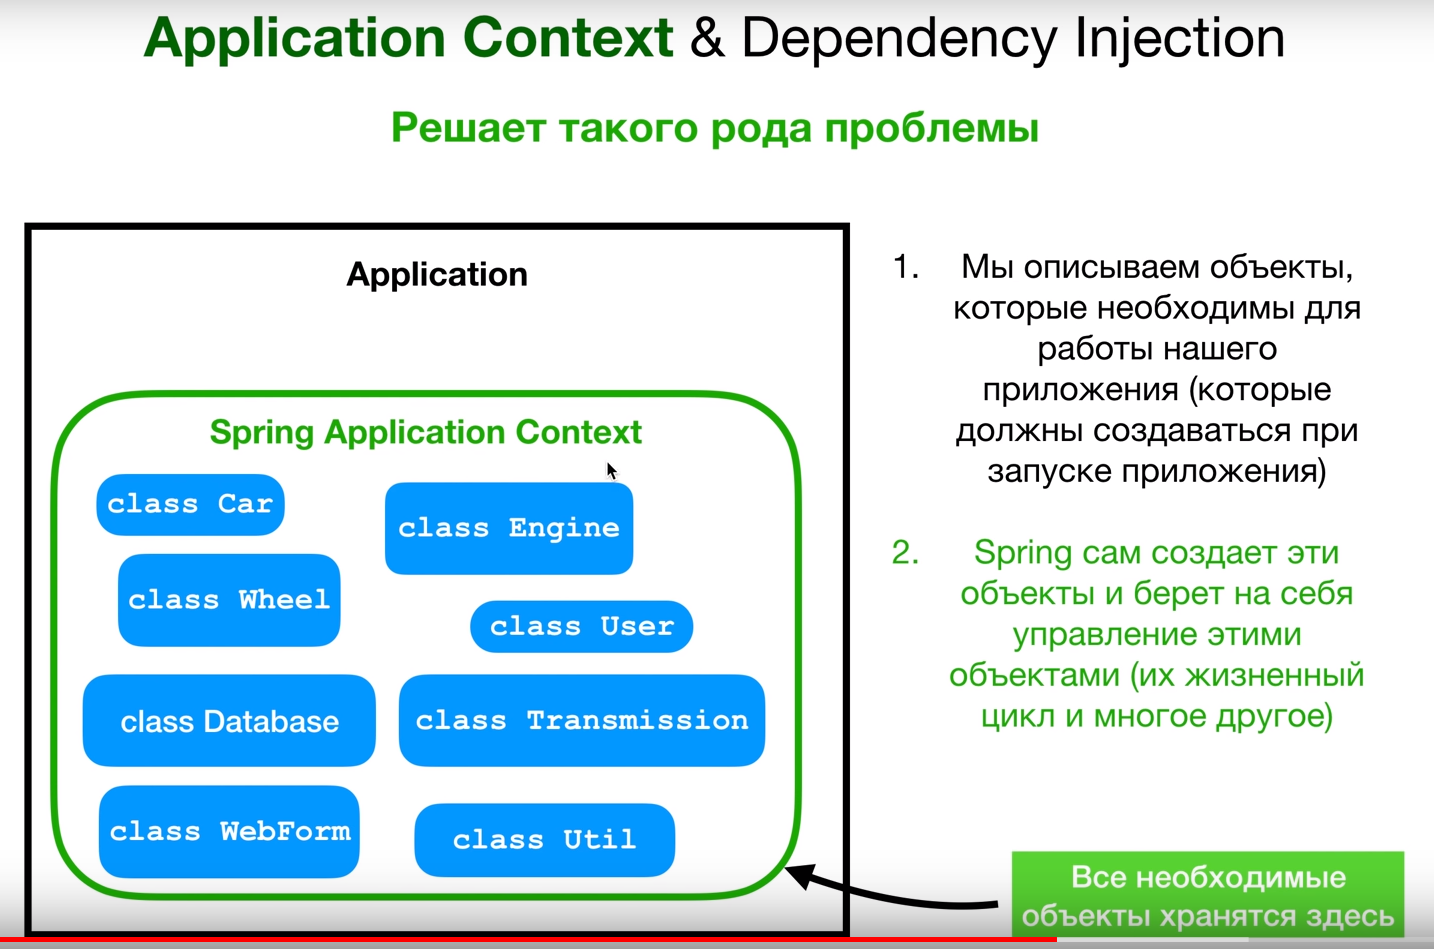 Application Context & Dependency Injection
Решает такого рода проблемы
Application
Spring Application Context
class Car
class Engine
class Wheel
class User
class Database
class Transmission
class WebForm
class Util
1. Мы описываем объекты,
которые необходимы для
работы нашего
приложения (которые
должны создаваться при
запуске приложения)
2. Spring сам создает эти
объекты и берет на себя
управление этими
объектами (их жизненный
цикл и многое другое)
Все необходимые
объекты хранятся здесь